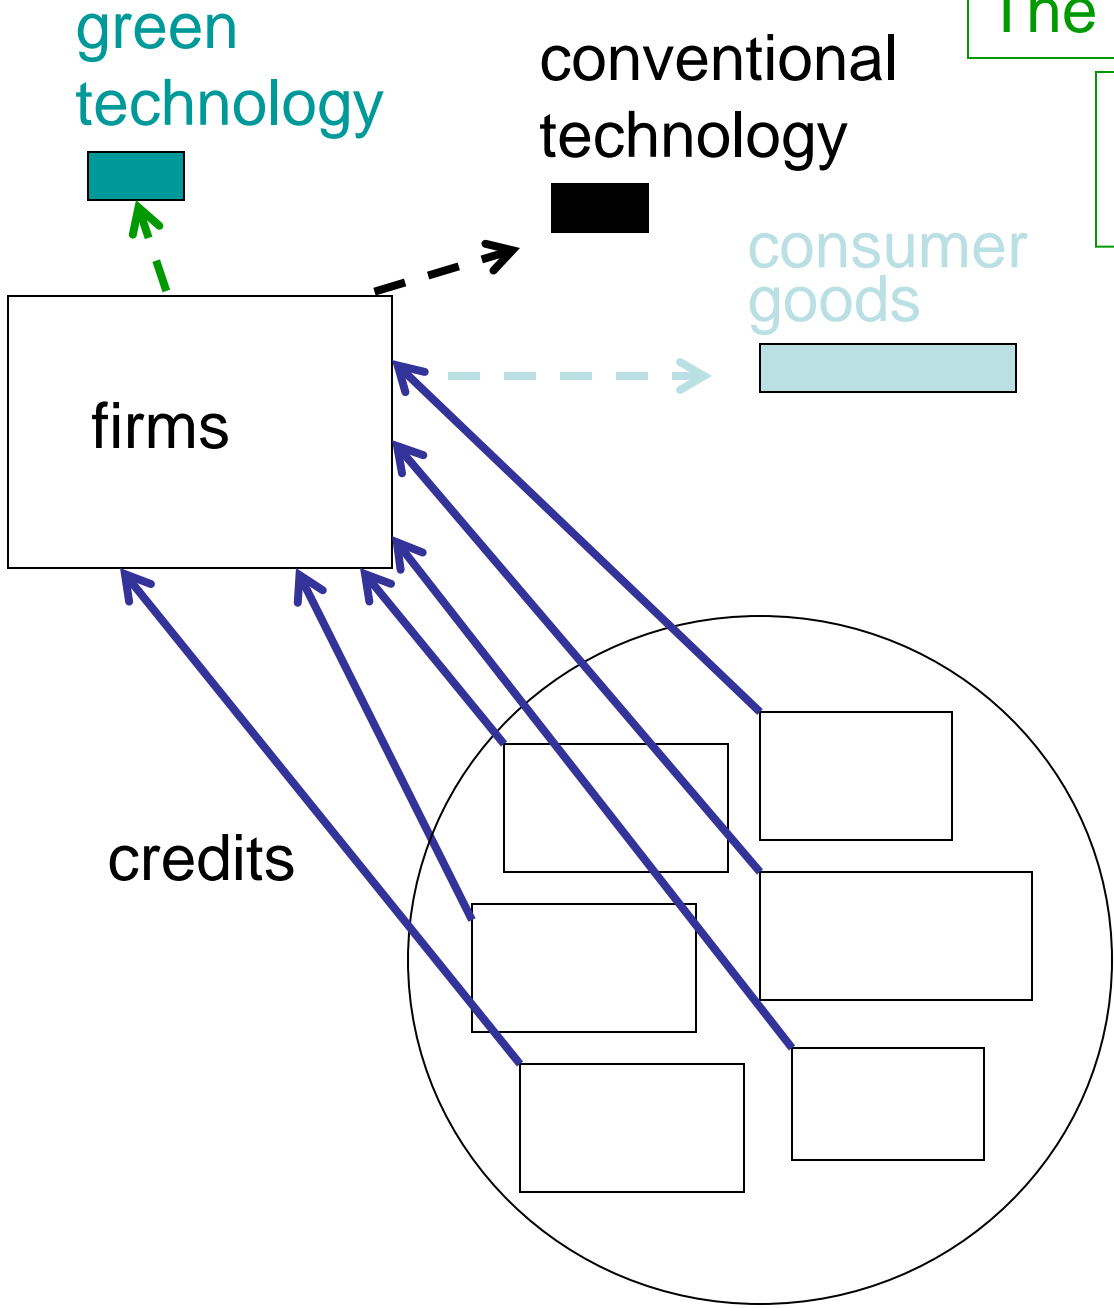 The
green
technology
conventional
technology
consumer
goods
firms
credits